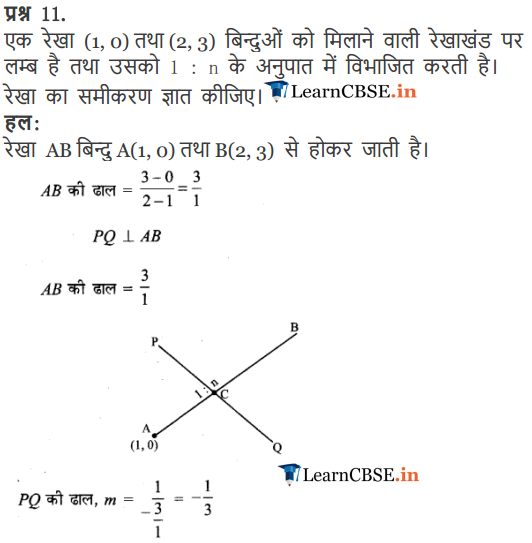 प्रश्न 11.
एक रेखा (1, 0) तथा (2, 3) बिन्दुओं को मिलाने वाली रेखाखंड पर
लम्ब है तथा उसको 1 : n के अनुपात में विभाजित करती है।
रेखा का समीकरण ज्ञात कीजिए। LearnCBSE.in
हल:
रेखा AB बिन्दु A(1, 0) तथा B(2, 3) से होकर जाती है।
AB की ढाल = \frac{3-0}{2-1} = \frac{3}{1}
PQ ⊥ AB
AB की ढाल = \frac{3}{1}
P
B
1 : n
C
A
(1, 0)
Q
LearnCBSE.in
PQ की ढाल, m = \frac{1}{-\frac{3}{1}} = -\frac{1}{3}